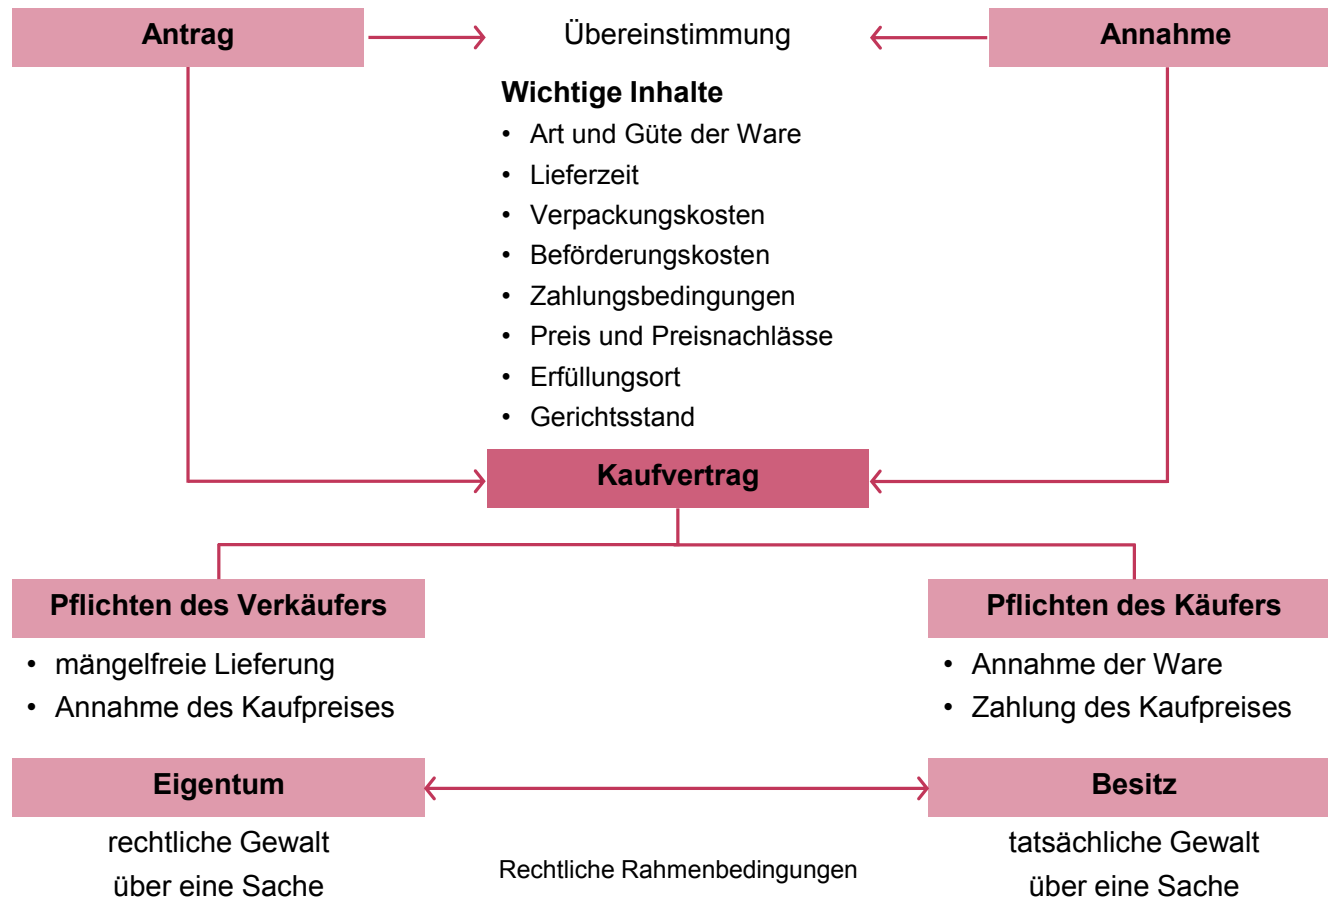 Antrag
Übereinstimmung
Annahme
Wichtige Inhalte
• Art und Güte der Ware
• Lieferzeit
• Verpackungskosten
• Beförderungskosten
• Zahlungsbedingungen
• Preis und Preisnachlässe
• Erfüllungsort
• Gerichtsstand
Kaufvertrag
Pflichten des Verkäufers
• mängelfreie Lieferung
• Annahme des Kaufpreises
Pflichten des Käufers
• Annahme der Ware
• Zahlung des Kaufpreises
Eigentum
rechtliche Gewalt
über eine Sache
Rechtliche Rahmenbedingungen
Besitz
tatsächliche Gewalt
über eine Sache